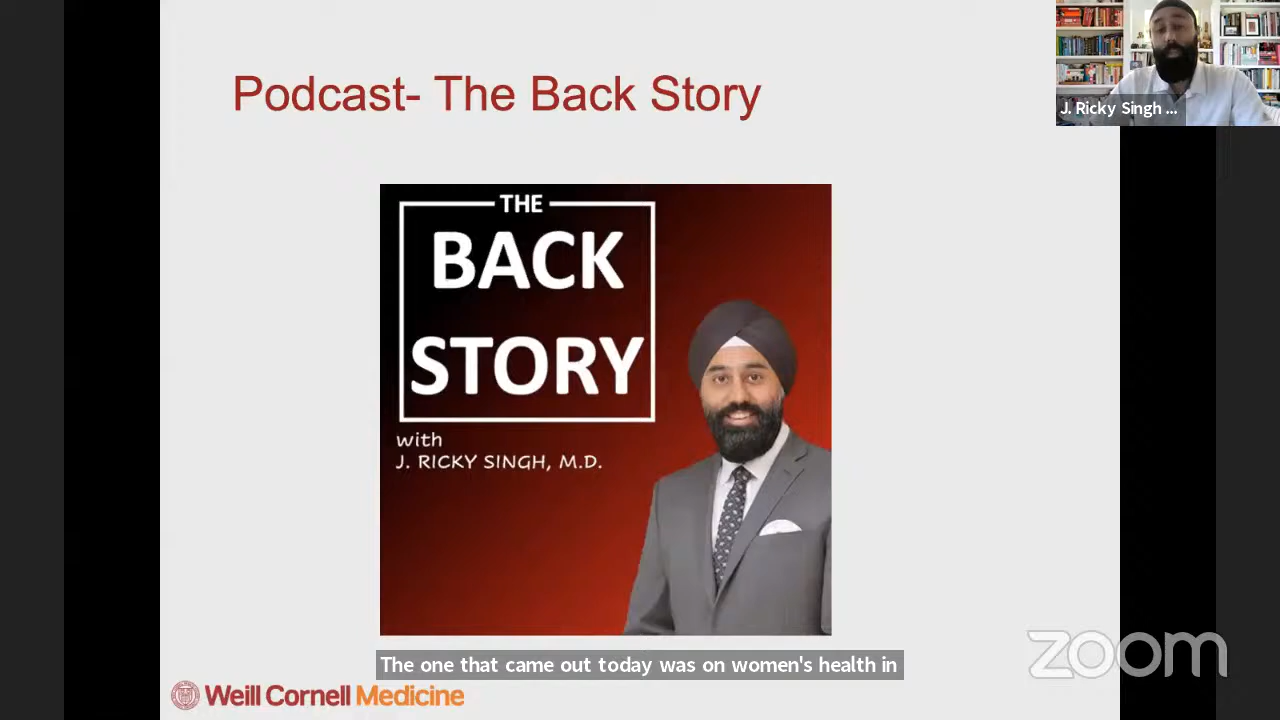 Podcast- The Back Story
J. Ricky Singh ...
THE
BACK
STORY
with
J. RICKY SINGH, M.D.
The one that came out today was on women's health in
Weill Cornell Medicine
zoom